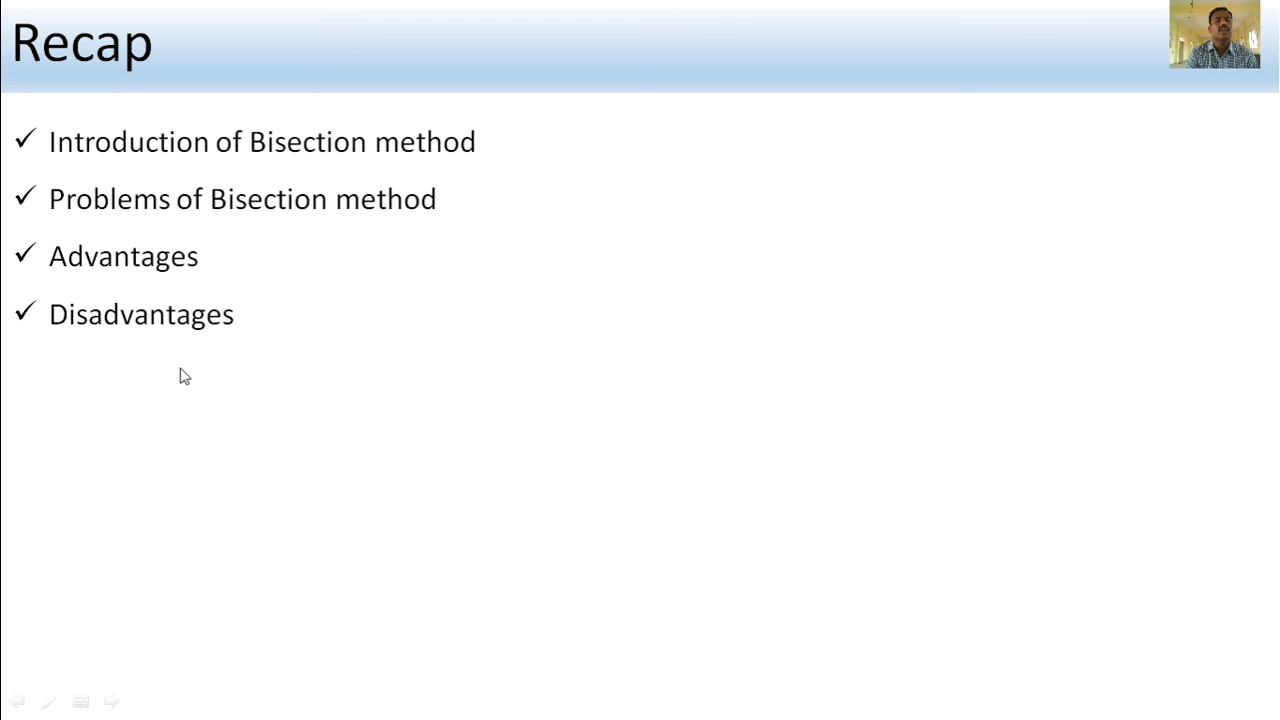 Recap
✓ Introduction of Bisection method
✓ Problems of Bisection method
✓ Advantages
✓ Disadvantages